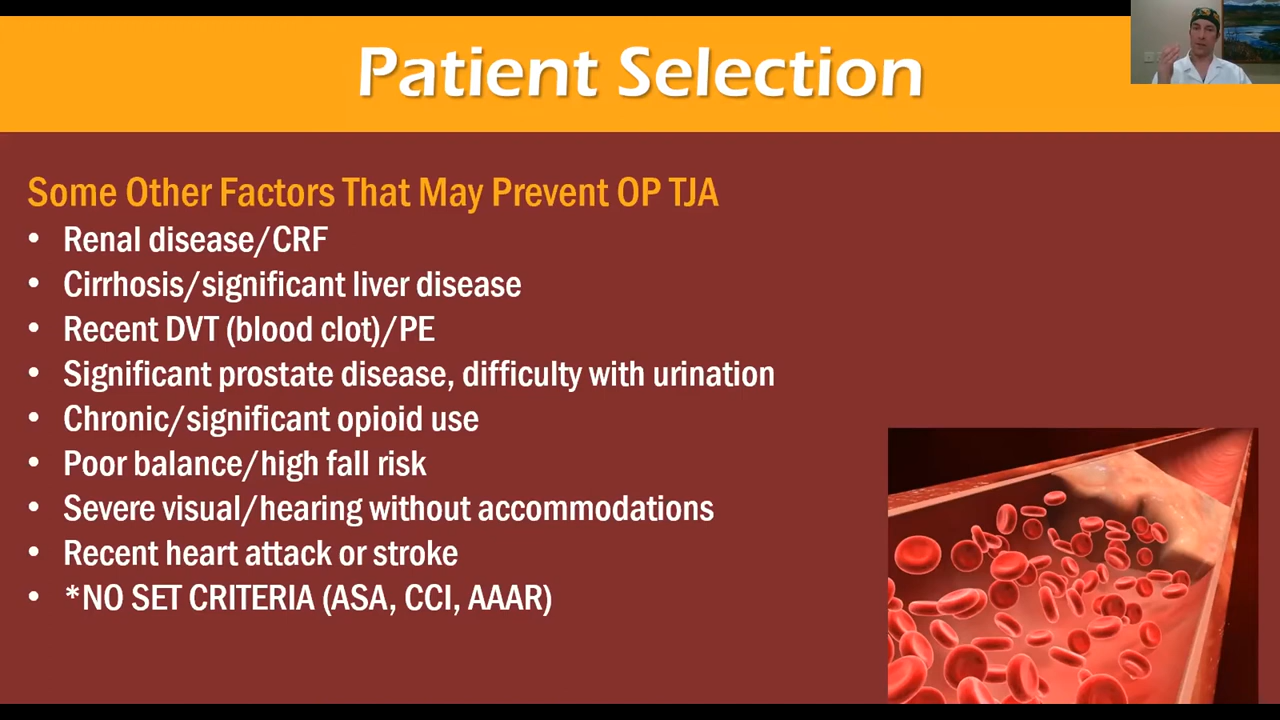 Patient Selection
Some Other Factors That May Prevent OP TJA
• Renal disease/CRF
• Cirrhosis/significant liver disease
• Recent DVT (blood clot)/PE
• Significant prostate disease, difficulty with urination
• Chronic/significant opioid use
• Poor balance/high fall risk
• Severe visual/hearing without accommodations
• Recent heart attack or stroke
• *NO SET CRITERIA (ASA, CCI, AAAR)